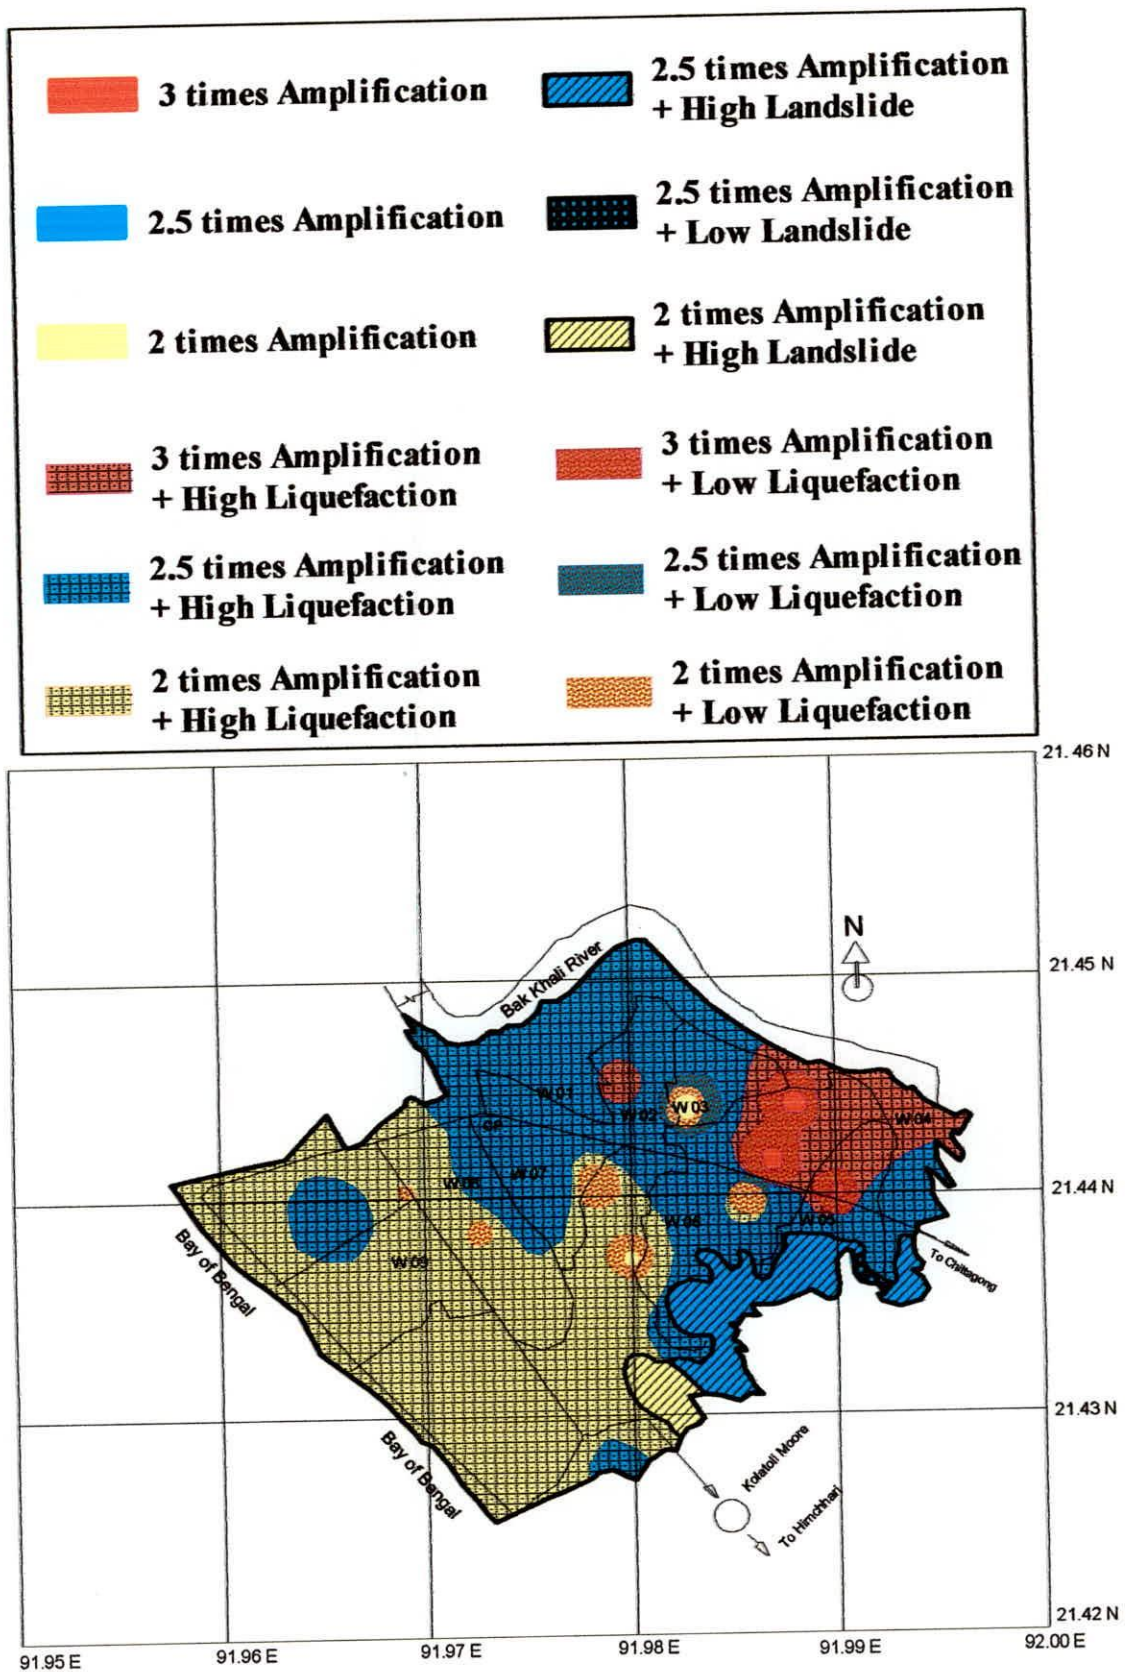 3 times Amplification
2.5 times Amplification
+ High Landslide
2.5 times Amplification
2.5 times Amplification
+ Low Landslide
2 times Amplification
2 times Amplification
+ High Landslide
3 times Amplification
+ High Liquefaction
3 times Amplification
+ Low Liquefaction
2.5 times Amplification
+ High Liquefaction
2.5 times Amplification
+ Low Liquefaction
2 times Amplification
+ High Liquefaction
2 times Amplification
+ Low Liquefaction
21.46 N
N
21.45 N
Bak Khali River
W 01
W 02
W 03
W 04
W 07
21.44 N
W 06
W 05
W 09
Bay of Bengal
To Chittagong
21.43 N
Bay of Bengal
Kolatoli Moore
To Himchhari
21.42 N
91.95 E
91.96 E
91.97 E
91.98 E
91.99 E
92.00 E